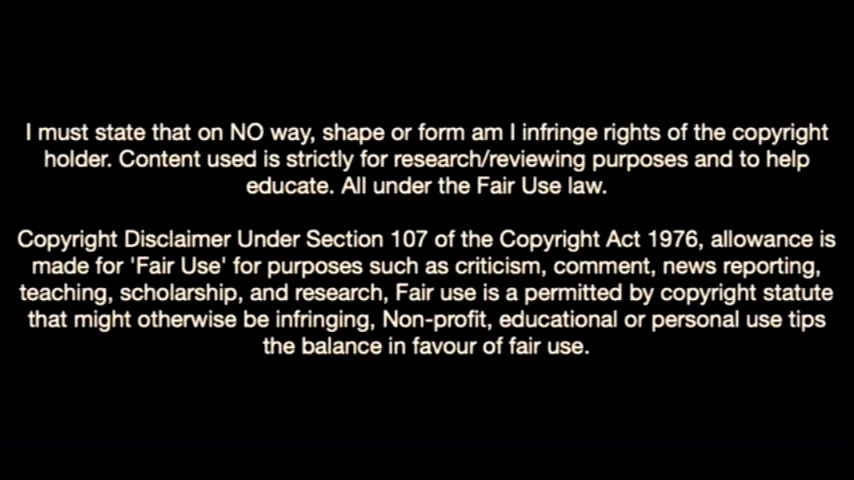 I must state that on NO way, shape or form am I infringe rights of the copyright
holder. Content used is strictly for research/reviewing purposes and to help
educate. All under the Fair Use law.
Copyright Disclaimer Under Section 107 of the Copyright Act 1976, allowance is
made for 'Fair Use' for purposes such as criticism, comment, news reporting,
teaching, scholarship, and research, Fair use is a permitted by copyright statute
that might otherwise be infringing, Non-profit, educational or personal use tips
the balance in favour of fair use.